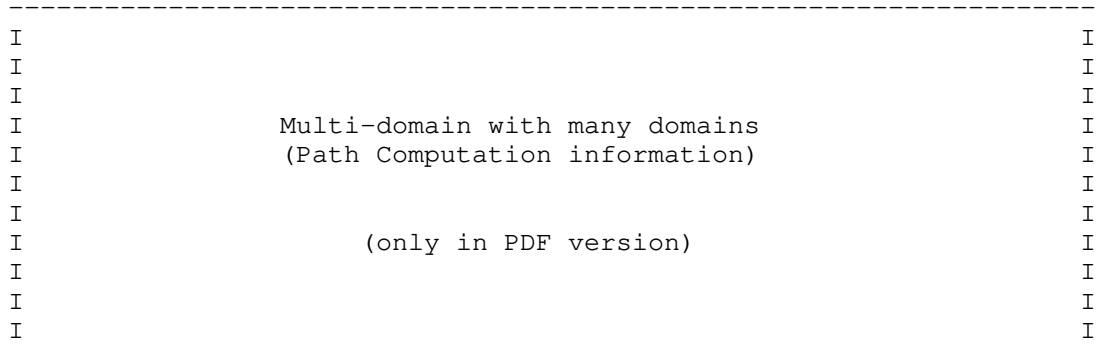 --------------------------------------------------------------------
I                                                                  I
I                                                                  I
I                                                                  I
I                Multi-domain with many domains                    I
I                (Path Computation information)                    I
I                                                                  I
I                                                                  I
I                     (only in PDF version)                        I
I                                                                  I
I                                                                  I
I                                                                  I